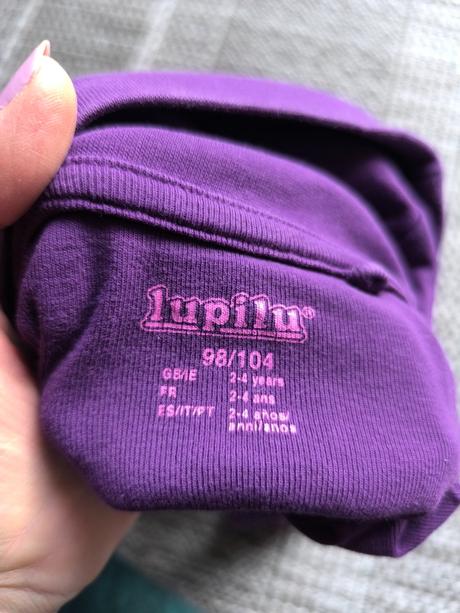 lupilu®
98/104
GB/IE 2-4 years
FR 2-4 ans
ES/IT/PT 2-4 años/
anni/anos